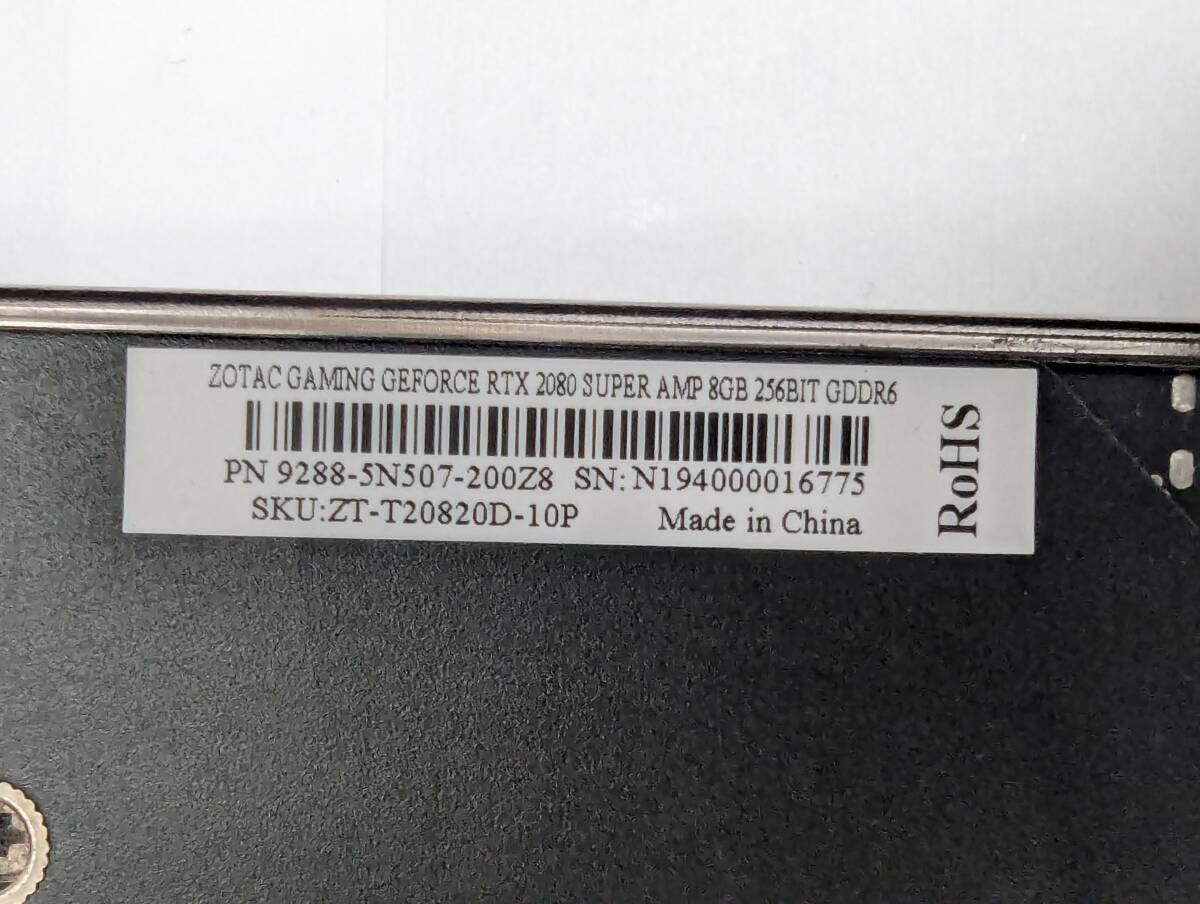 ZOTAC GAMING GEFORCE RTX 2080 SUPER AMP 8GB 256BIT GDDR6
PN 9288-5N507-200Z8 SN: N194000016775
SKU:ZT-T20820D-10P Made in China
RoHS